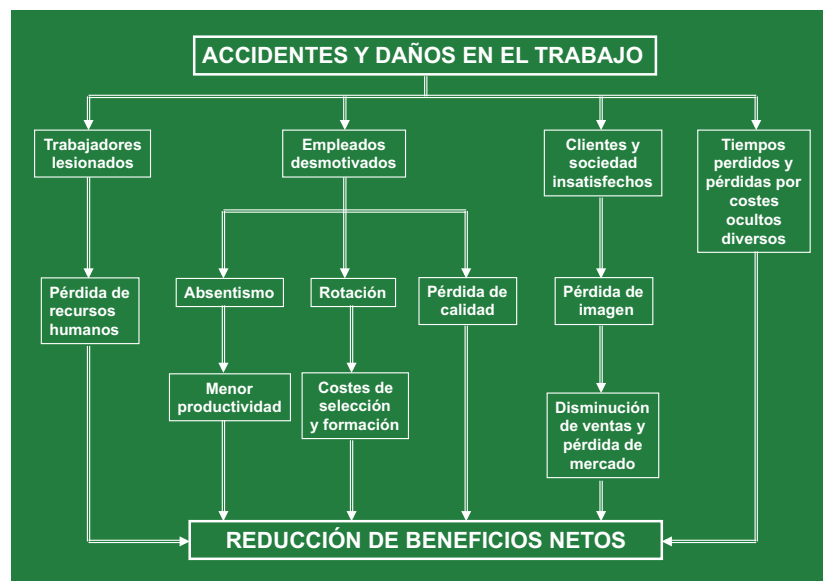 ACCIDENTES Y DAÑOS EN EL TRABAJO
Trabajadores
lesionados
Empleados
desmotivados
Clientes y
sociedad
insatisfechos
Tiempos
perdidos y
pérdidas por
costes
ocultos
diversos
Pérdida de
recursos
humanos
Absentismo
Rotación
Pérdida de
calidad
Pérdida de
imagen
Menor
productividad
Costes de
selección
y formación
Disminución
de ventas y
pérdida de
mercado
REDUCCIÓN DE BENEFICIOS NETOS